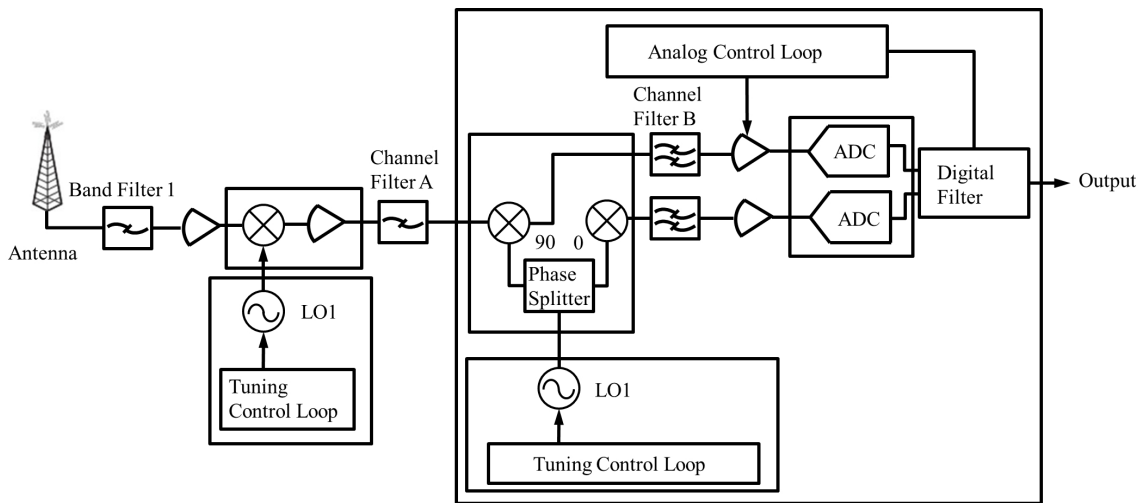 Analog Control Loop
Channel
Filter B
ADC
Digital
Filter
Output
ADC
Channel
Filter A
Band Filter 1
Antenna
90 0
Phase
Splitter
LO1
Tuning
Control Loop
LO1
Tuning Control Loop